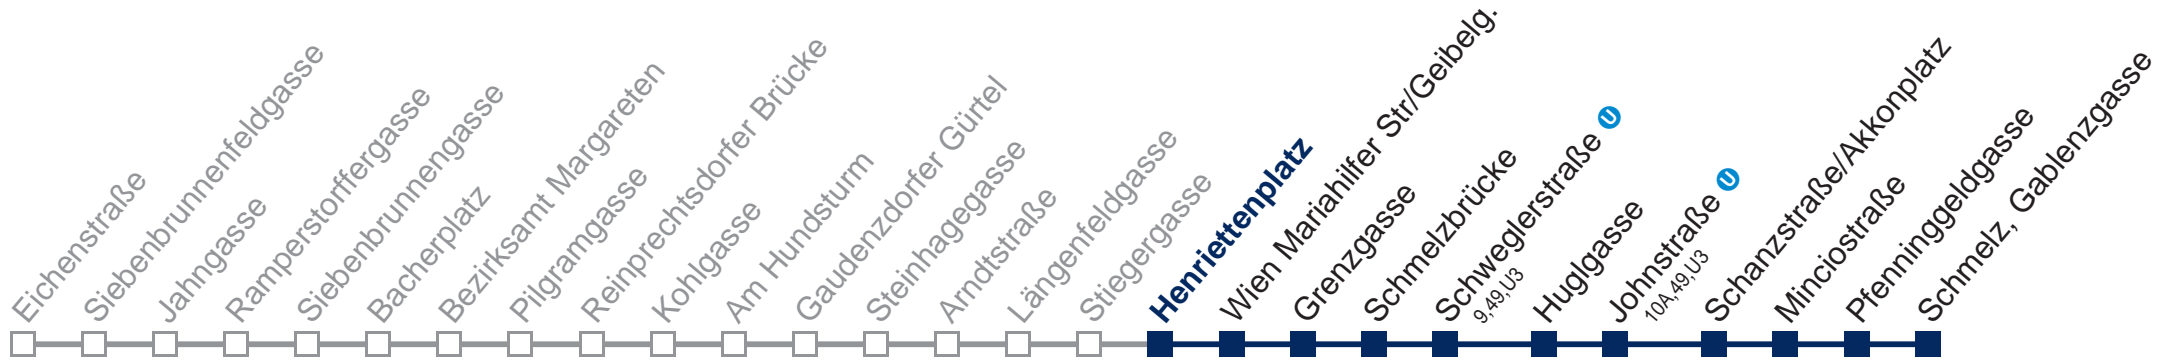 Eichenstraße
Siebenbrunnenfeldgasse
Jahngasse
Ramperstorffergasse
Siebenbrunnengasse
Bacherplatz
Bezirksamt Margareten
Pilgramgasse
Reinprechtsdorfer Brücke
Kohlgasse
Am Hundsturm
Gaudenzdorfer Gürtel
Steinhagegasse
Arndtstraße
Längenfeldgasse
Stiegergasse
Henriettenplatz
Wien Mariahilfer Str/Geibelg.
Grenzgasse
Schmelzbrücke
Schweglerstraße U
9,49,U3
Huglgasse
Johnstraße U
10A,49,U3
Schanzstraße/Akkonplatz
Minciostraße
Pfenninggeldgasse
Schmelz, Gablenzgasse